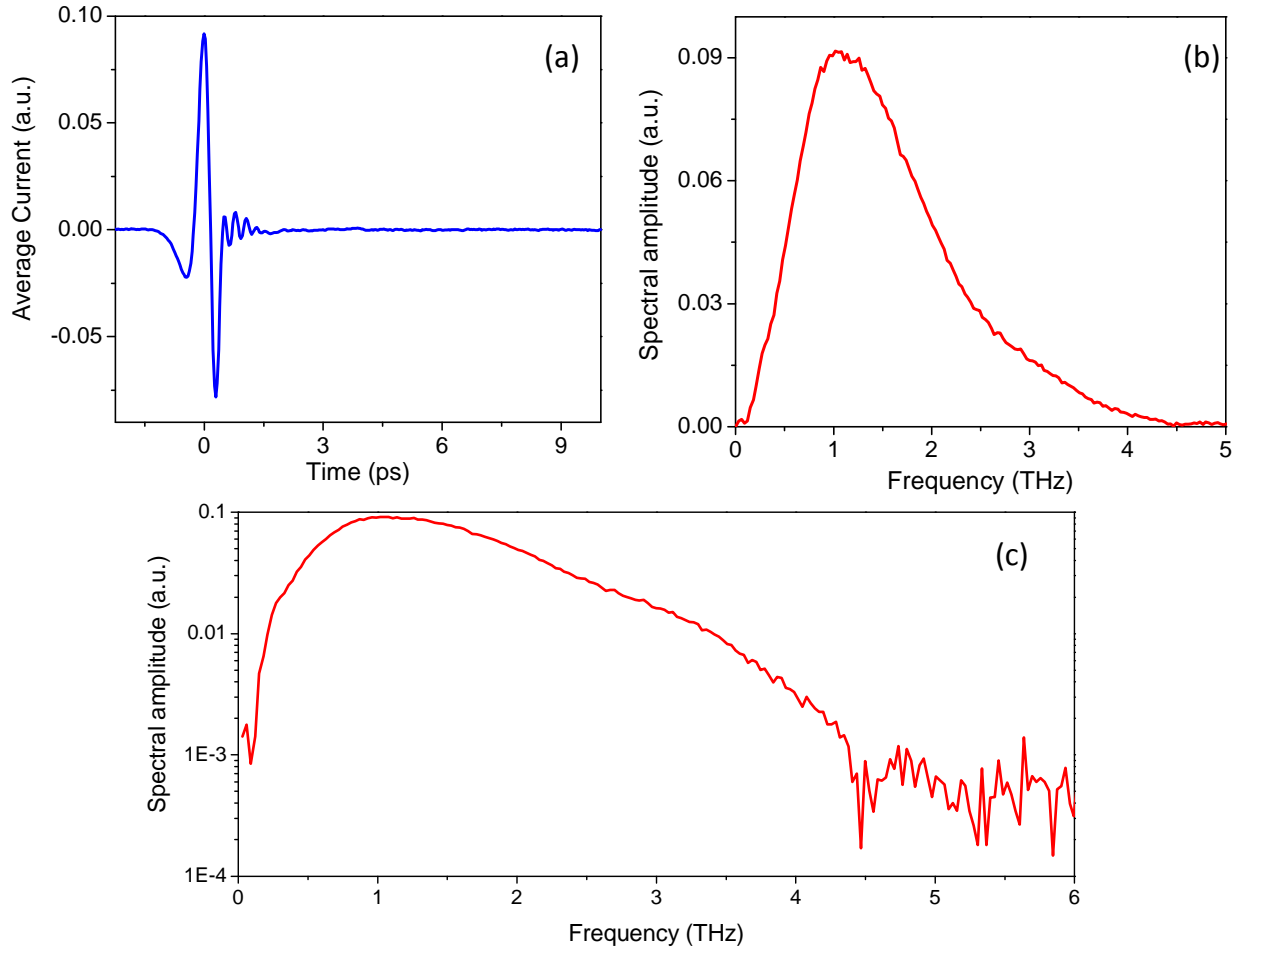 (a)
Average Current (a.u.)
0.10
0.05
0.00
-0.05
0
3
6
9
Time (ps)
(b)
Spectral amplitude (a.u.)
0.09
0.06
0.03
0.00
0
1
2
3
4
5
Frequency (THz)
(c)
Spectral amplitude (a.u.)
0.1
0.01
1E-3
1E-4
0
1
2
3
4
5
6
Frequency (THz)